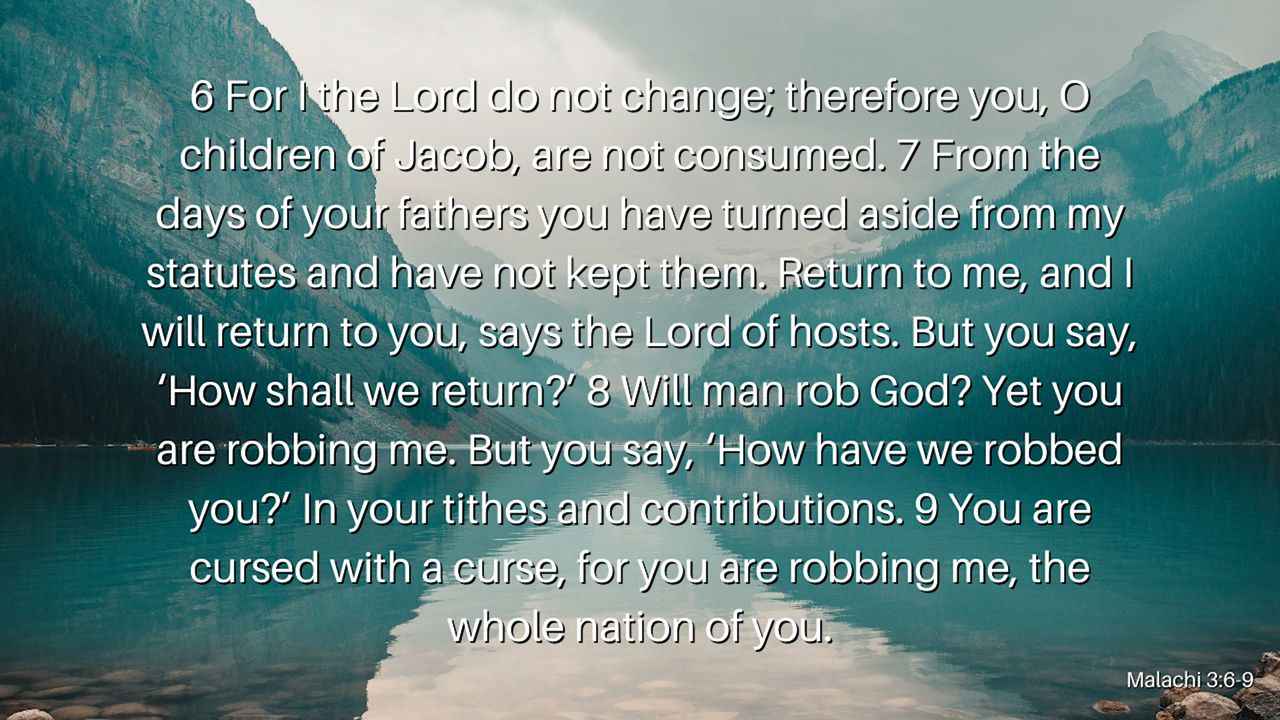 6 For I the Lord do not change; therefore you, O
children of Jacob, are not consumed. 7 From the
days of your fathers you have turned aside from my
statutes and have not kept them. Return to me, and I
will return to you, says the Lord of hosts. But you say,
‘How shall we return?’ 8 Will man rob God? Yet you
are robbing me. But you say, ‘How have we robbed
you?’ In your tithes and contributions. 9 You are
cursed with a curse, for you are robbing me, the
whole nation of you.
Malachi 3:6-9